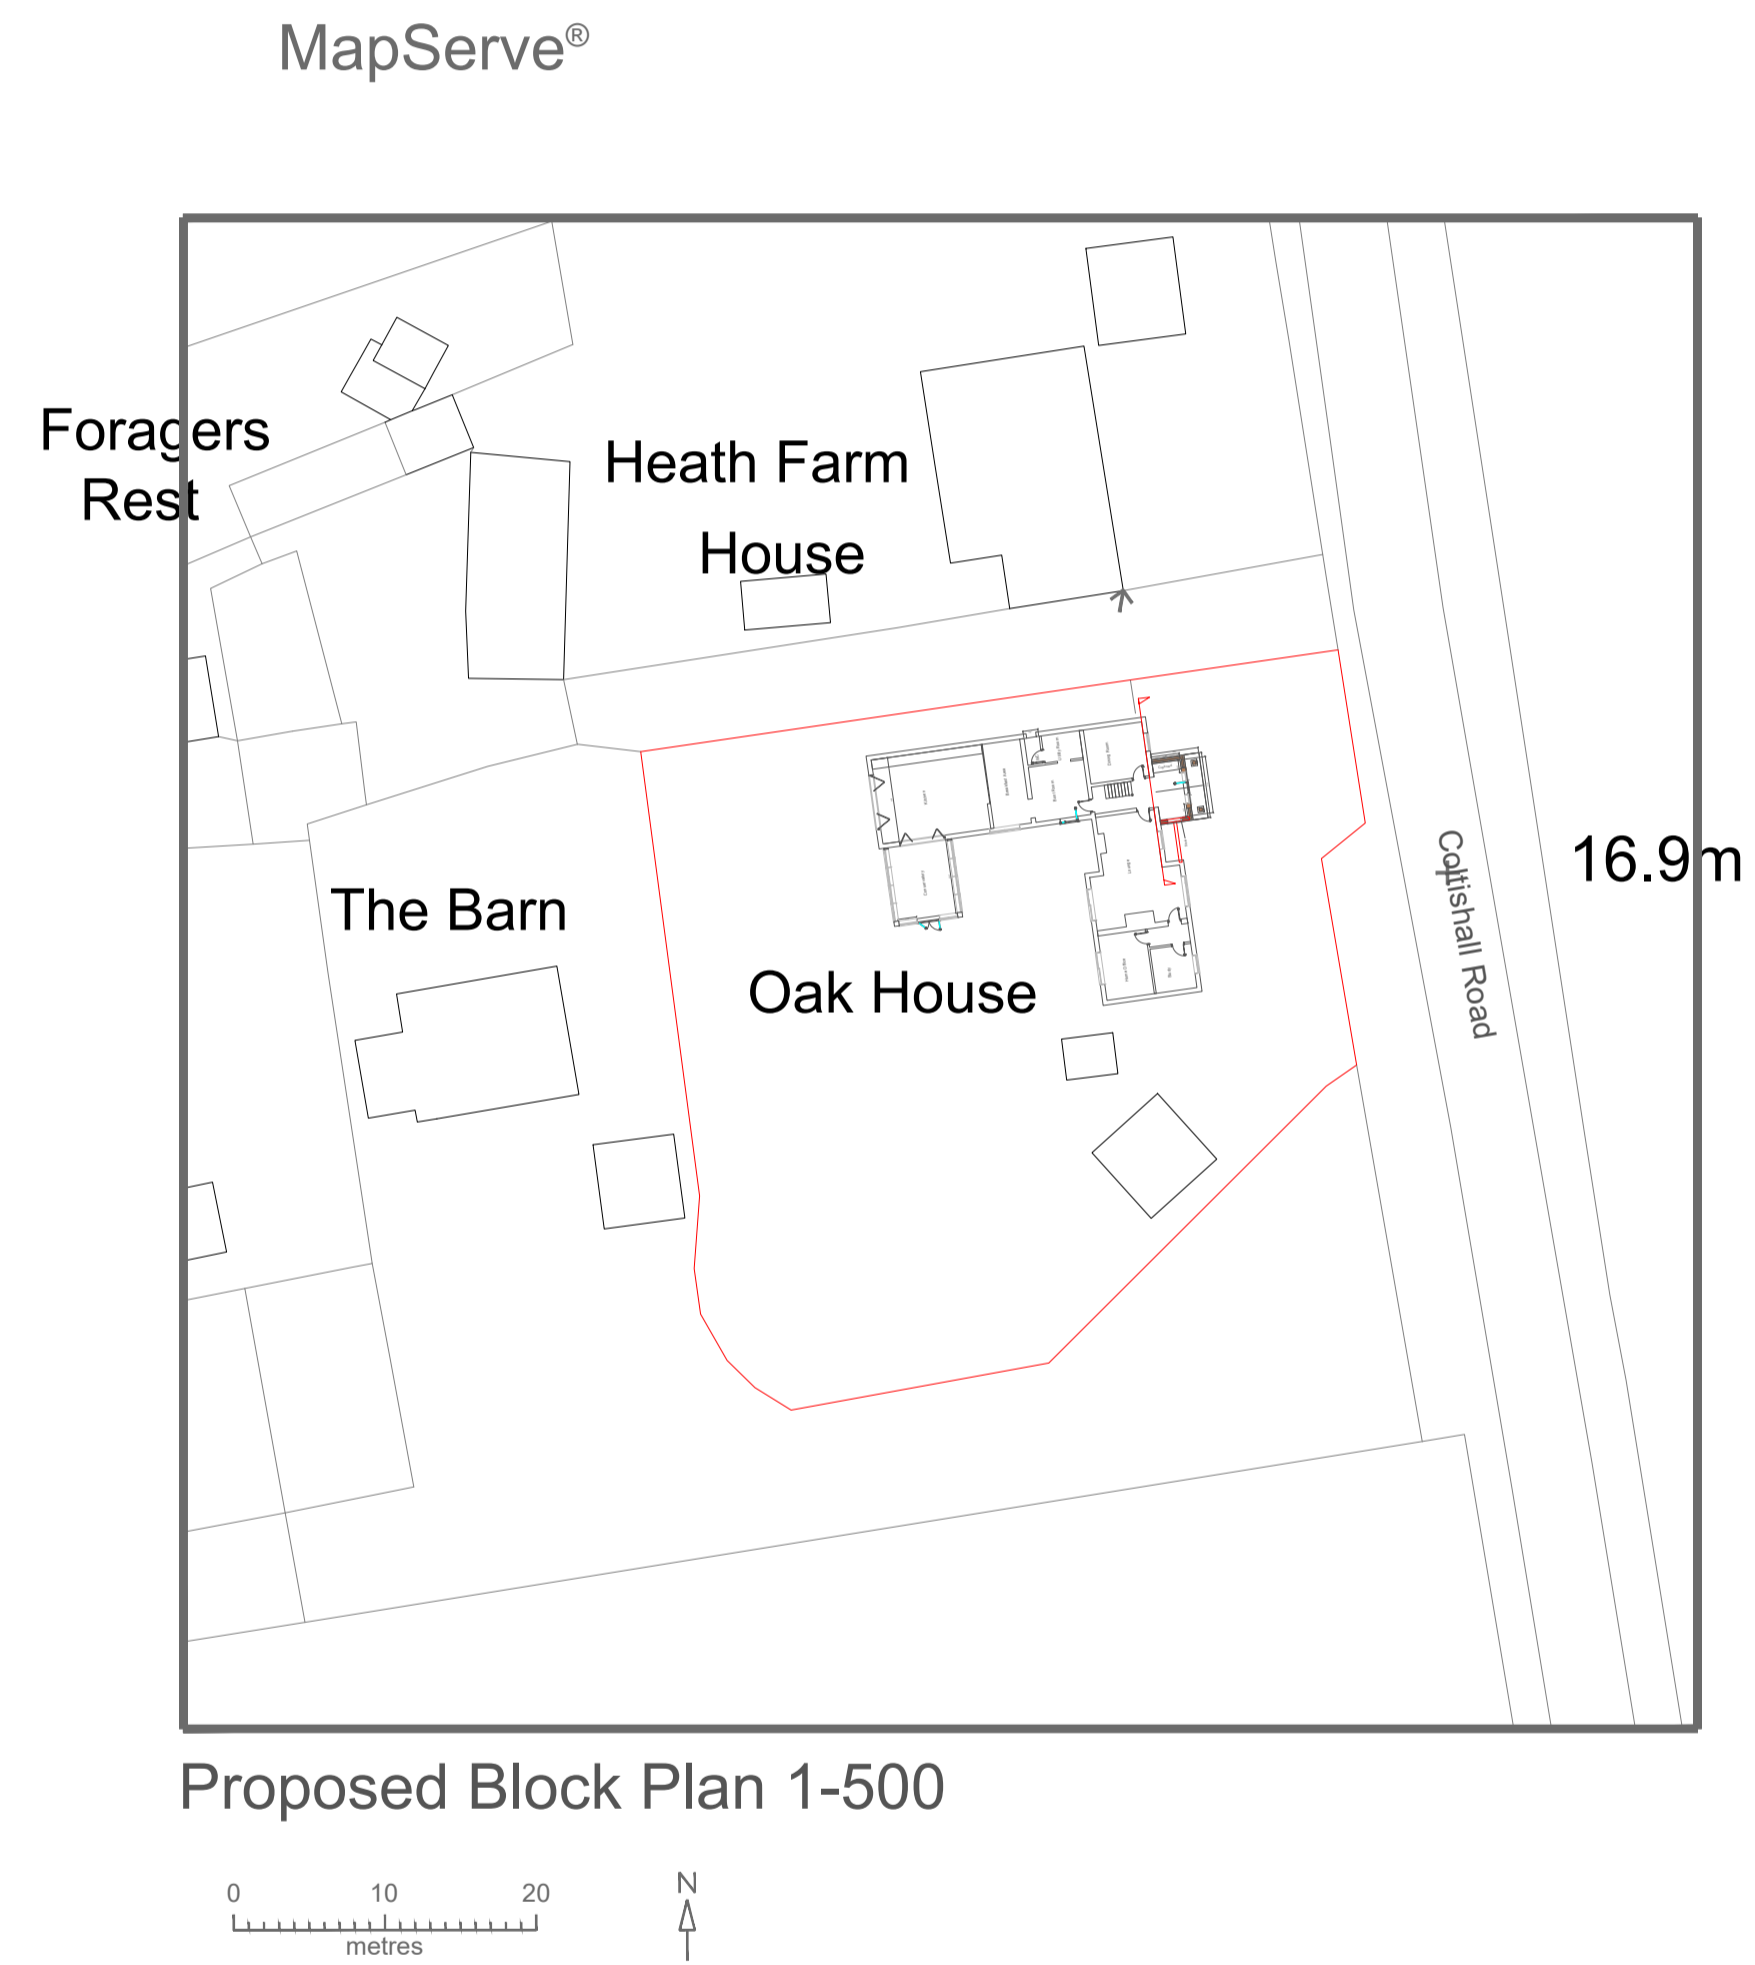 MapServe®
Foragers
Rest
Heath Farm
House
The Barn
Oak House
Coltishall Road
16.9m
Proposed Block Plan 1-500
0 10 20
metres
N